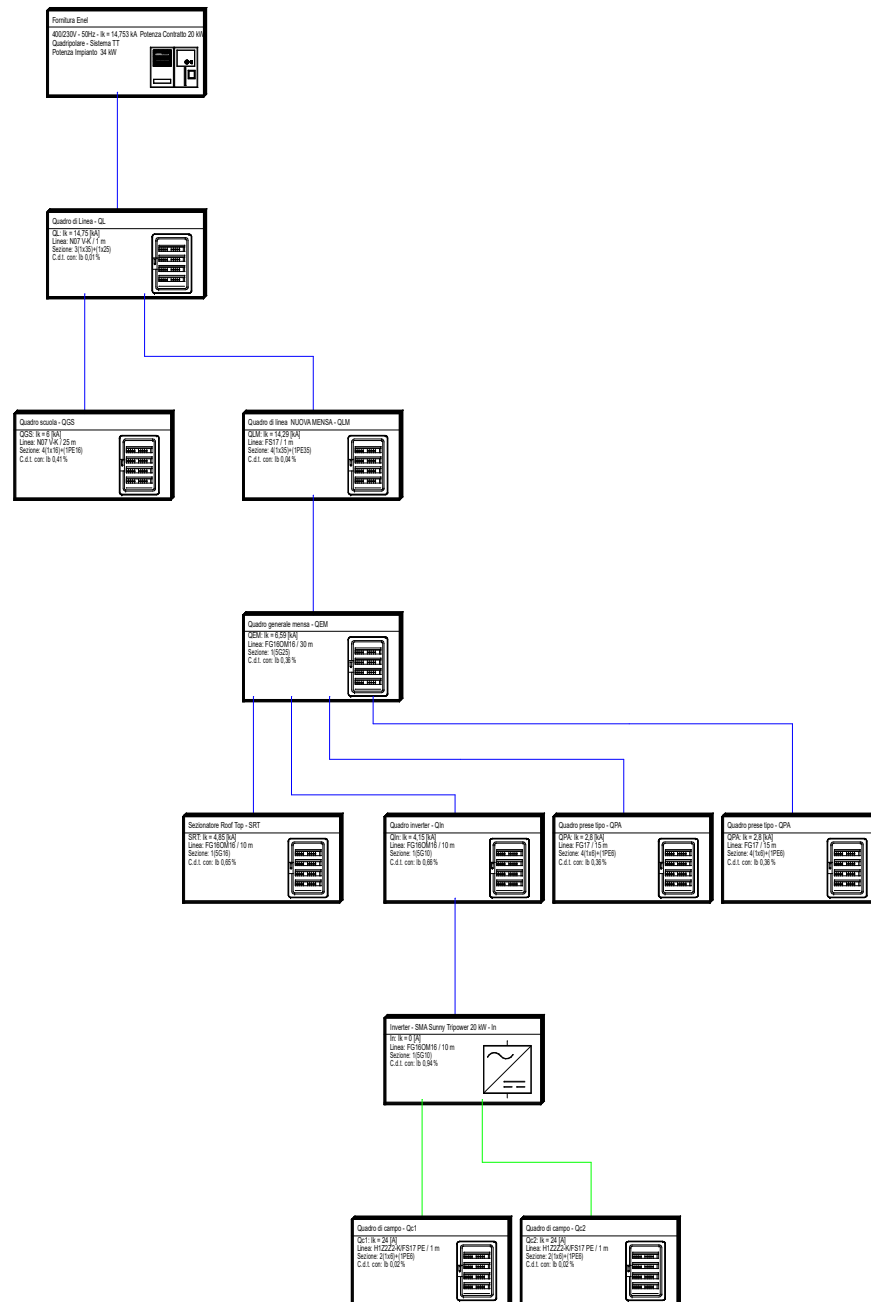 Fornitura Enel
400/230V - 50Hz - Ik = 14,753 kA Potenza Contratto 20 kW
Quadripolare - Sistema TT
Potenza Impianto 34 kW
Quadro di Linea - QL
QL: Ik = 14,75 [kA]
Linea: N07 V-K / 1 m
Sezione: 3(1x35)+(1x25)
C.d.t. con: Ib 0,01 %
Quadro scuola - QGS
QGS: Ik = 6 [kA]
Linea: N07 V-K / 25 m
Sezione: 4(1x16)+(1PE16)
C.d.t. con: Ib 0,41 %
Quadro di linea NUOVA MENSA - QLM
QLM: Ik = 14,29 [kA]
Linea: FS17 / 1 m
Sezione: 4(1x35)+(1PE35)
C.d.t. con: Ib 0,04 %
Quadro generale mensa - QEM
QEM: Ik = 6,59 [kA]
Linea: FG16OM16 / 30 m
Sezione: 1(5G25)
C.d.t. con: Ib 0,36 %
Sezionatore Roof Top - SRT
SRT: Ik = 4,85 [kA]
Linea: FG16OM16 / 10 m
Sezione: 1(5G16)
C.d.t. con: Ib 0,65 %
Quadro inverter - QIn
QIn: Ik = 4,15 [kA]
Linea: FG16OM16 / 10 m
Sezione: 1(5G10)
C.d.t. con: Ib 0,66 %
Quadro prese tipo - QPA
QPA: Ik = 2,8 [kA]
Linea: FG17 / 15 m
Sezione: 4(1x6)+(1PE6)
C.d.t. con: Ib 0,36 %
Quadro prese tipo - QPA
QPA: Ik = 2,8 [kA]
Linea: FG17 / 15 m
Sezione: 4(1x6)+(1PE6)
C.d.t. con: Ib 0,36 %
Inverter - SMA Sunny Tripower 20 kW - In
In: Ik = 0 [A]
Linea: FG16OM16 / 10 m
Sezione: 1(5G10)
C.d.t. con: Ib 0,94 %
Quadro di campo - Qc1
Qc1: Ik = 24 [A]
Linea: H1Z2Z2-K/FS17 PE / 1 m
Sezione: 2(1x6)+(1PE6)
C.d.t. con: Ib 0,02 %
Quadro di campo - Qc2
Qc2: Ik = 24 [A]
Linea: H1Z2Z2-K/FS17 PE / 1 m
Sezione: 2(1x6)+(1PE6)
C.d.t. con: Ib 0,02 %